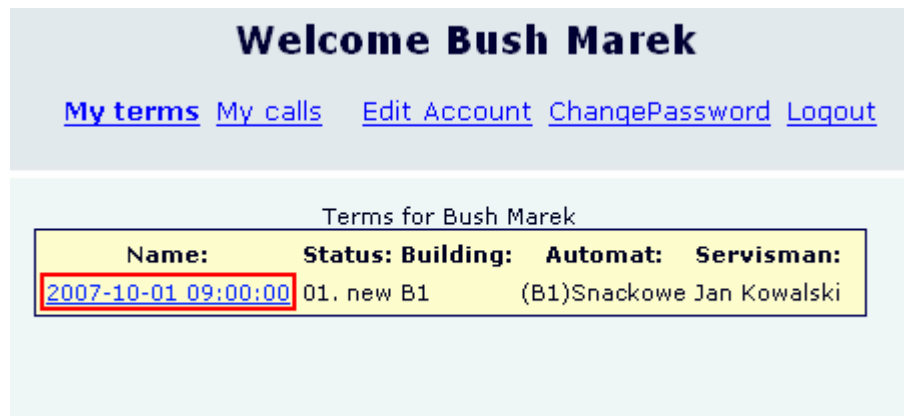 Welcome Bush Marek
My terms My calls Edit Account ChangePassword Logout
Terms for Bush Marek
Name: Status: Building: Automat: Servisman:
2007-10-01 09:00:00 01. new B1 (B1)Snackowe Jan Kowalski